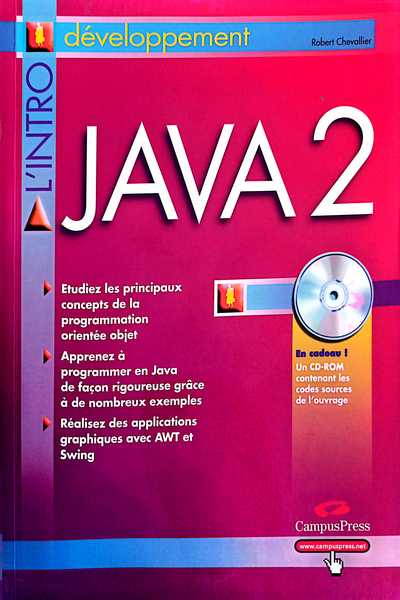 développement
Robert Chevallier
L'INTRO
JAVA 2
Etudiez les principaux
concepts de la
programmation
orientée objet
Apprenez à
programmer en Java
de façon rigoureuse grâce
à de nombreux exemples
Réalisez des applications
graphiques avec AWT et
Swing
En cadeau !
Un CD-ROM
contenant les
codes sources
de l'ouvrage
CampusPress
www.campuspress.net